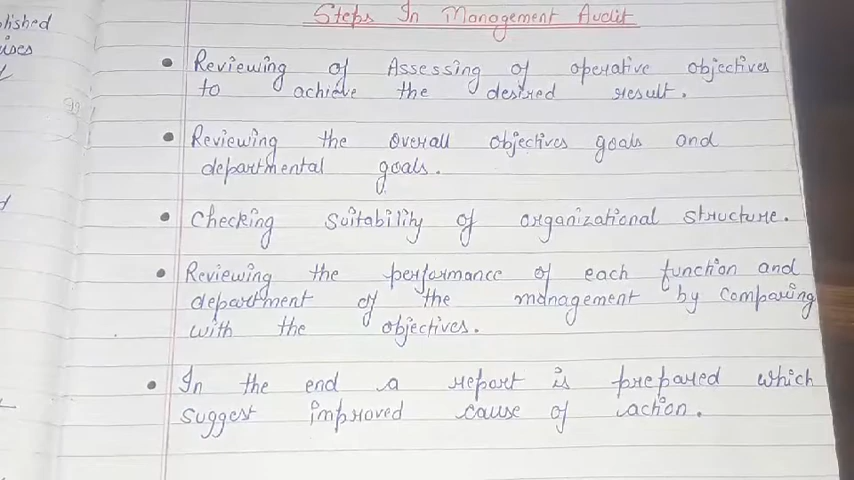 blished
uses
Steps In Management Audit
• Reviewing of Assessing of operative objectives
to achieve the desired result.
• Reviewing the overall objectives goals and
departmental goals.
• Checking suitability of organizational structure.
• Reviewing the performance of each function and
department of the management by comparing
with the objectives.
• In the end a report is prepared which
suggest improved cause of action.